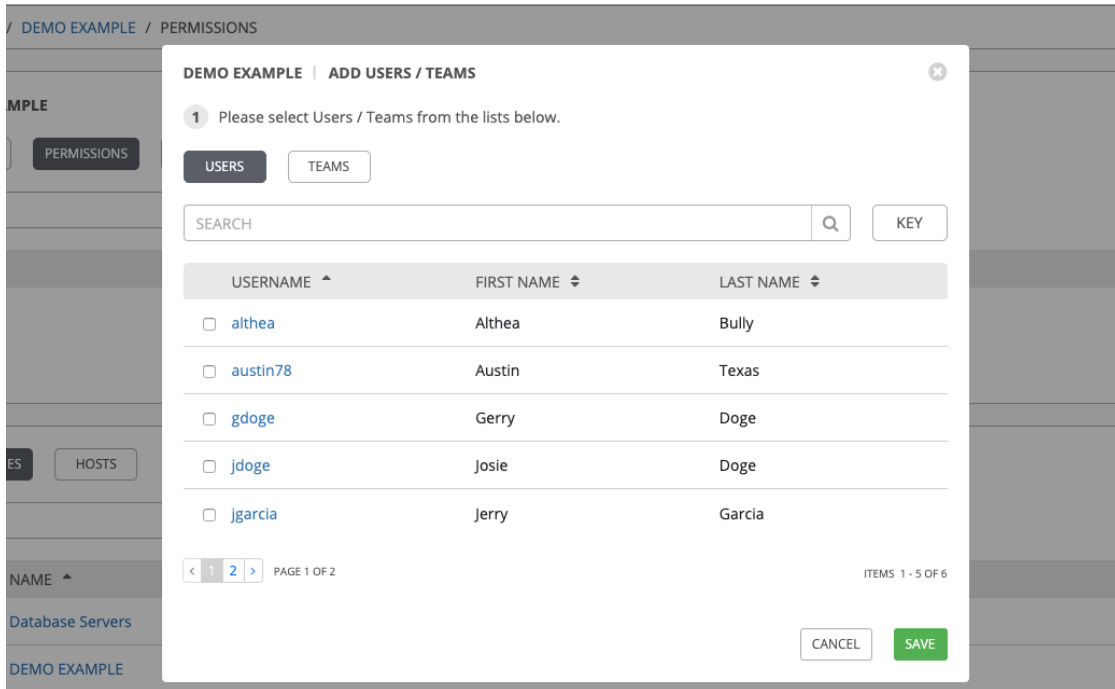 / DEMO EXAMPLE / PERMISSIONS
DEMO EXAMPLE | ADD USERS / TEAMS
1 Please select Users / Teams from the lists below.
PERMISSIONS
USERS TEAMS
SEARCH KEY
USERNAME FIRST NAME LAST NAME
althea Althea Bully
austin78 Austin Texas
gdoge Gerry Doge
jdoge Josie Doge
HOSTS
jgarcia Jerry Garcia
< 1 2 > PAGE 1 OF 2 ITEMS 1 - 5 OF 6
NAME
Database Servers
CANCEL SAVE
DEMO EXAMPLE